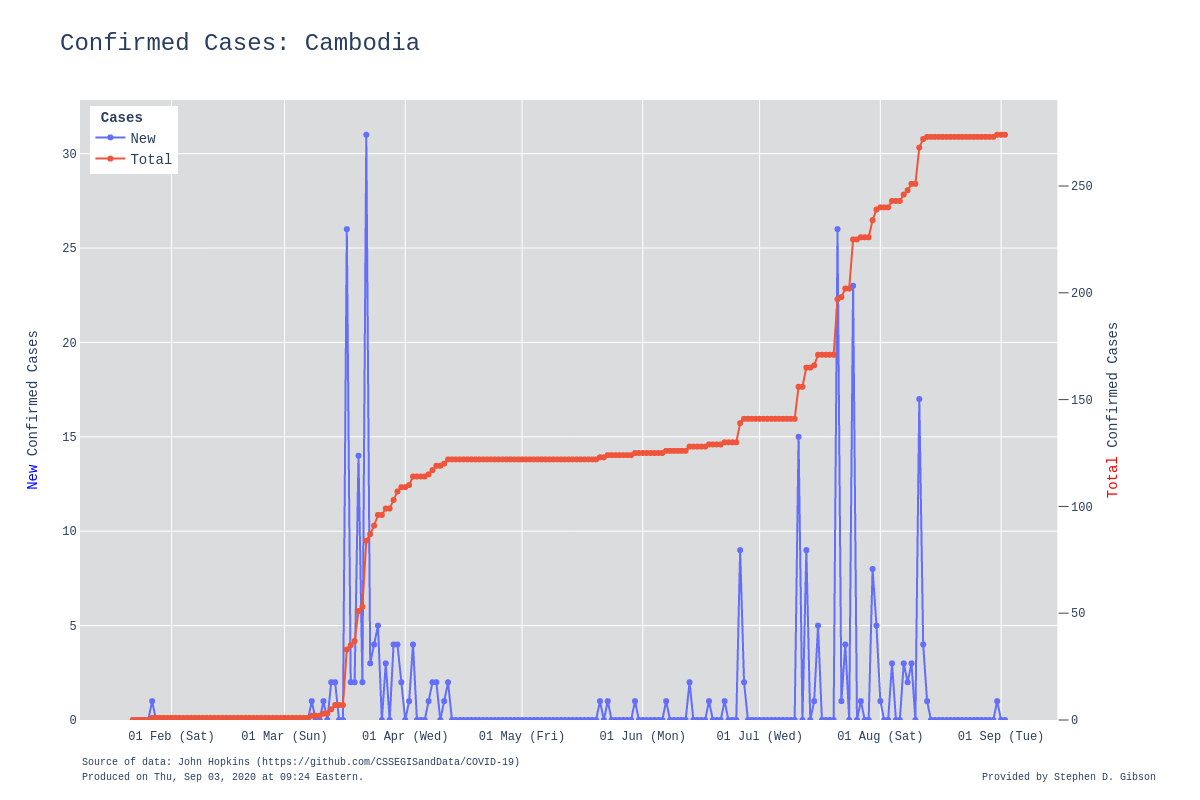 Confirmed Cases: Cambodia
Cases
New
Total
30
25
20
15
10
5
0
New Confirmed Cases
250
200
150
100
50
0
Total Confirmed Cases
01 Feb (Sat) 01 Mar (Sun) 01 Apr (Wed) 01 May (Fri) 01 Jun (Mon) 01 Jul (Wed) 01 Aug (Sat) 01 Sep (Tue)
Source of data: John Hopkins (https://github.com/CSSEGISandData/COVID-19)
Produced on Thu, Sep 03, 2020 at 09:24 Eastern.
Provided by Stephen D. Gibson